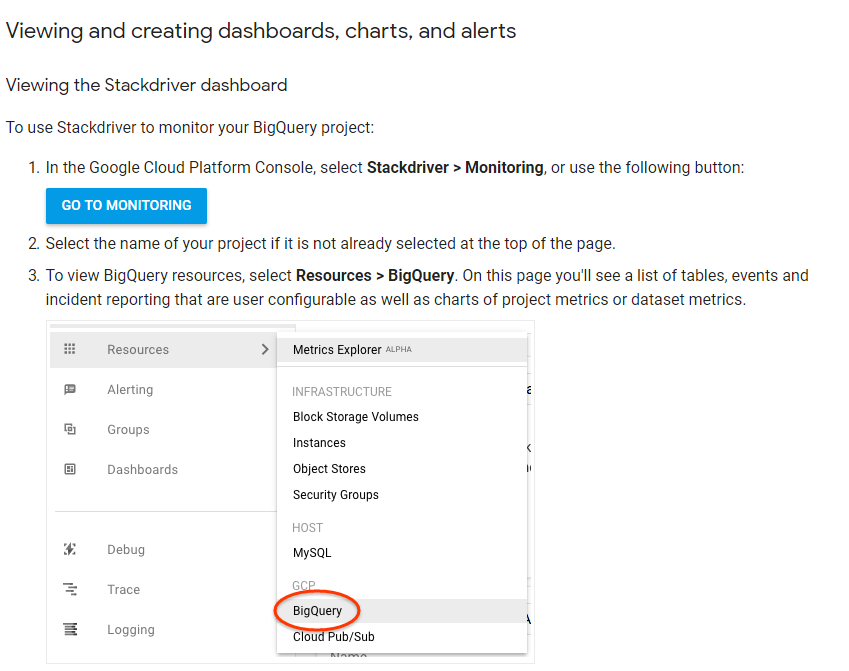 Viewing and creating dashboards, charts, and alerts
Viewing the Stackdriver dashboard
To use Stackdriver to monitor your BigQuery project:
1. In the Google Cloud Platform Console, select Stackdriver > Monitoring, or use the following button:
GO TO MONITORING
2. Select the name of your project if it is not already selected at the top of the page.
3. To view BigQuery resources, select Resources > BigQuery. On this page you'll see a list of tables, events and
incident reporting that are user configurable as well as charts of project metrics or dataset metrics.
Resources
Alerting
Groups
Dashboards
Debug
Trace
Logging
Metrics Explorer ALPHA
INFRASTRUCTURE
Block Storage Volumes
Instances
Object Stores
Security Groups
HOST
MySQL
GCP
BigQuery
Cloud Pub/Sub
Name